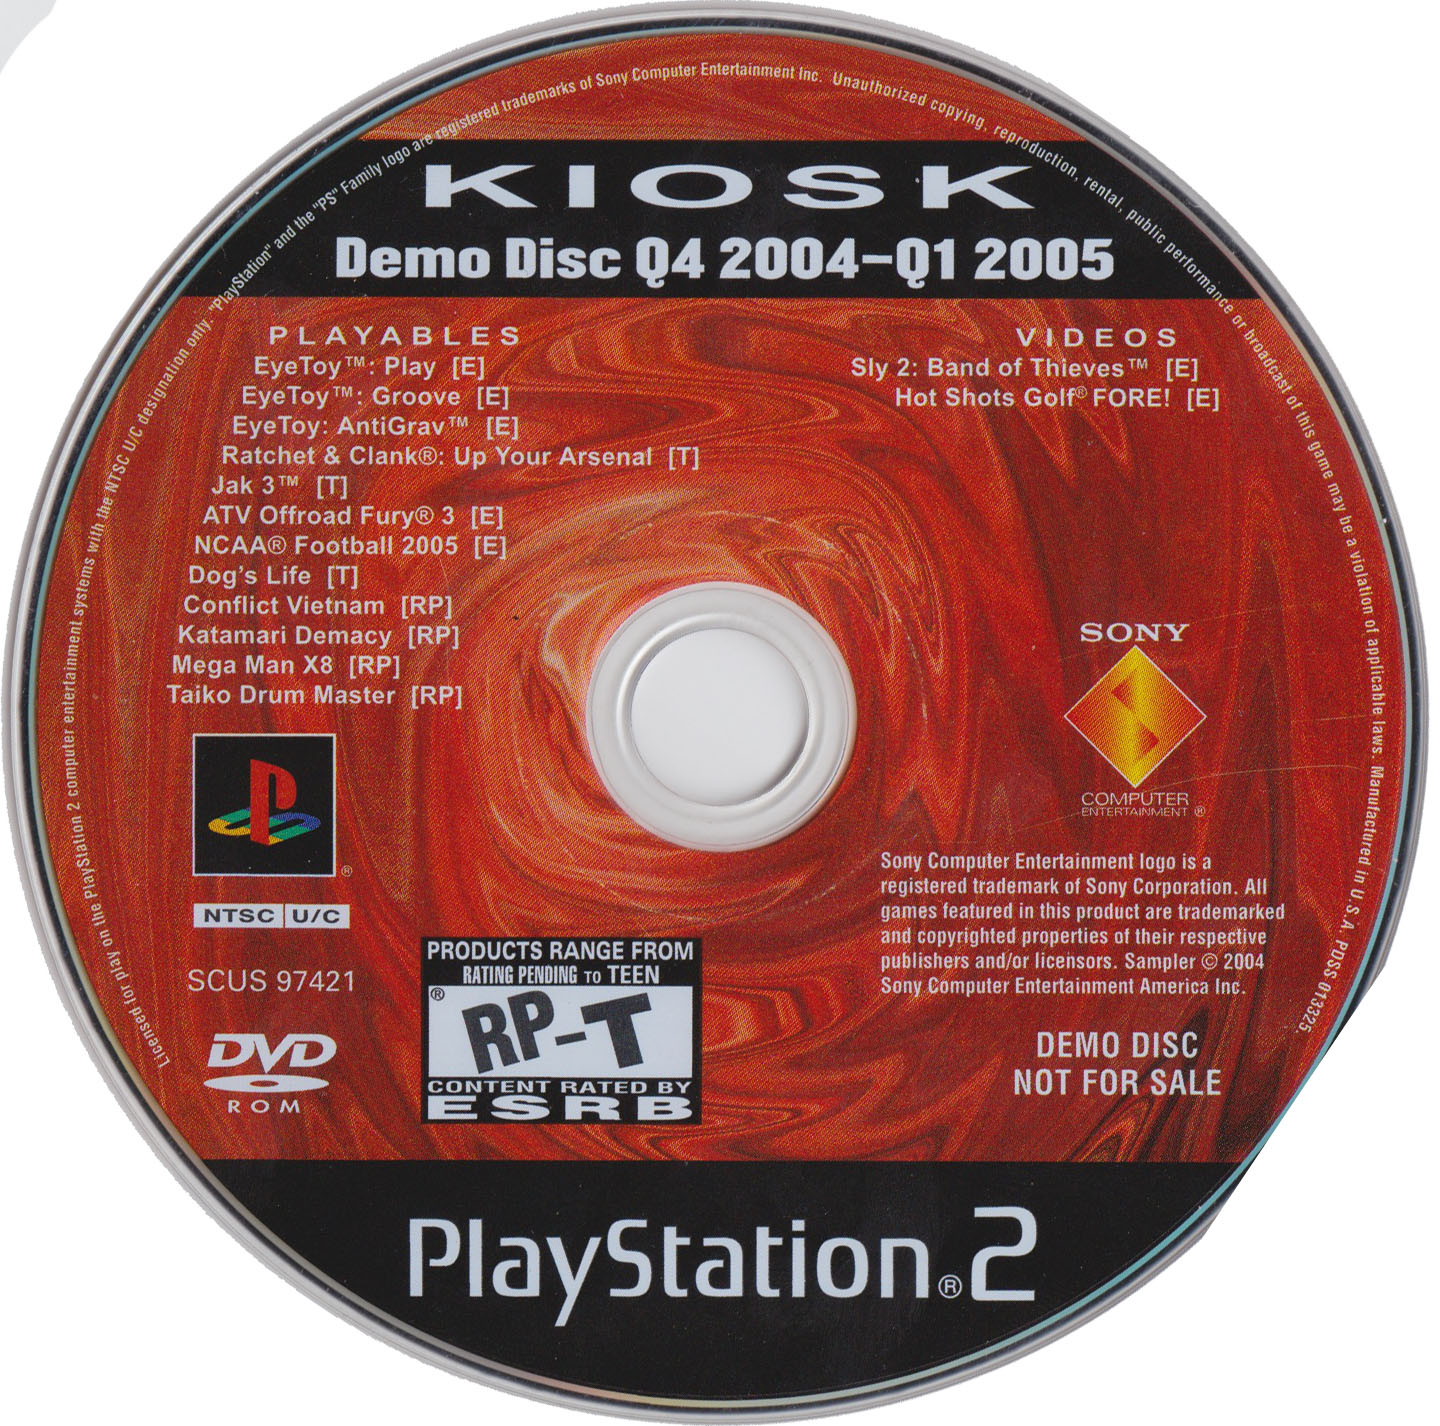 KIOSK
Demo Disc Q4 2004–Q1 2005
PLAYABLES
EyeToy™: Play [E]
EyeToy™: Groove [E]
EyeToy: AntiGrav™ [E]
Ratchet & Clank®: Up Your Arsenal [T]
Jak 3™ [T]
ATV Offroad Fury® 3 [E]
NCAA® Football 2005 [E]
Dog's Life [T]
Conflict Vietnam [RP]
Katamari Demacy [RP]
Mega Man X8 [RP]
Taiko Drum Master [RP]
VIDEOS
Sly 2: Band of Thieves™ [E]
Hot Shots Golf® FORE! [E]
SONY
COMPUTER
ENTERTAINMENT ®
®
NTSC U/C
SCUS 97421
DVD
ROM
PRODUCTS RANGE FROM
RATING PENDING TO TEEN
®
RP-T
CONTENT RATED BY
ESRB
Sony Computer Entertainment logo is a
registered trademark of Sony Corporation. All
games featured in this product are trademarked
and copyrighted properties of their respective
publishers and/or licensors. Sampler © 2004
Sony Computer Entertainment America Inc.
DEMO DISC
NOT FOR SALE
PlayStation®2
Licensed for play on the PlayStation 2 computer entertainment systems with the NTSC U/C designation only. "PlayStation" and the "PS" Family logo are registered trademarks of Sony Computer Entertainment Inc. Unauthorized copying, reproduction, rental, public performance or broadcast of this game may be a violation of applicable laws. Manufactured in U.S.A. PDSS-013325.